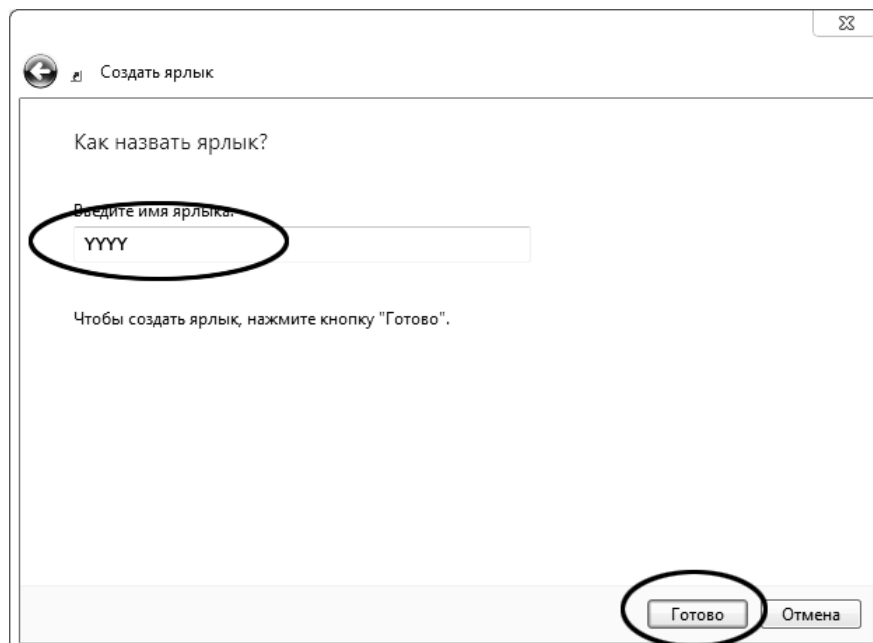 Создать ярлык
Как назвать ярлык?
Введите имя ярлыка:
YYYY
Чтобы создать ярлык, нажмите кнопку "Готово".
Готово
Отмена